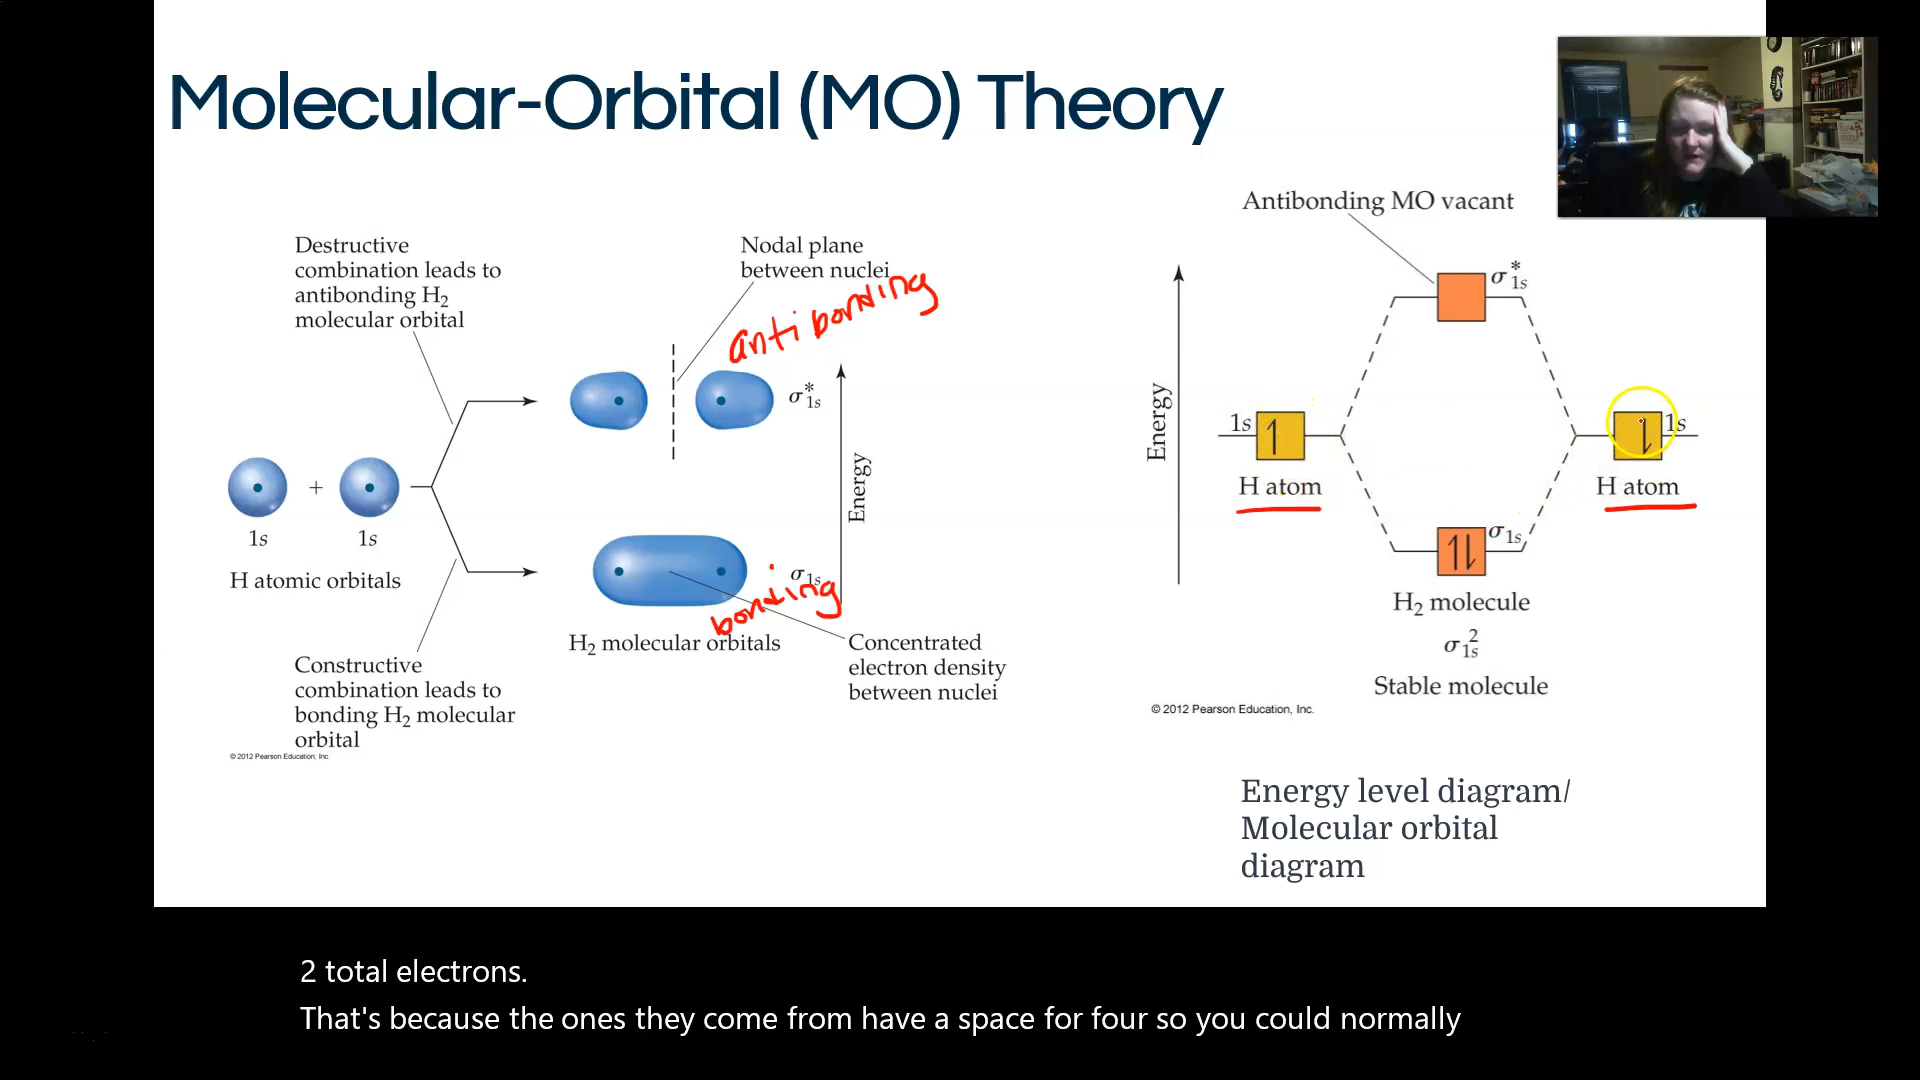 Molecular-Orbital (MO) Theory
Destructive
combination leads to
antibonding H₂
molecular orbital
Nodal plane
between nuclei
antibonding
σ*₁ₛ
Energy
+
1s
1s
H atomic orbitals
σ₁ₛ
bonding
H₂ molecular orbitals
Concentrated
electron density
between nuclei
Constructive
combination leads to
bonding H₂ molecular
orbital
© 2012 Pearson Education, Inc.
Antibonding MO vacant
σ*₁ₛ
Energy
1s
1s
H atom
H atom
σ₁ₛ
H₂ molecule
σ²₁ₛ
Stable molecule
© 2012 Pearson Education, Inc.
Energy level diagram/
Molecular orbital
diagram
2 total electrons.
That's because the ones they come from have a space for four so you could normally